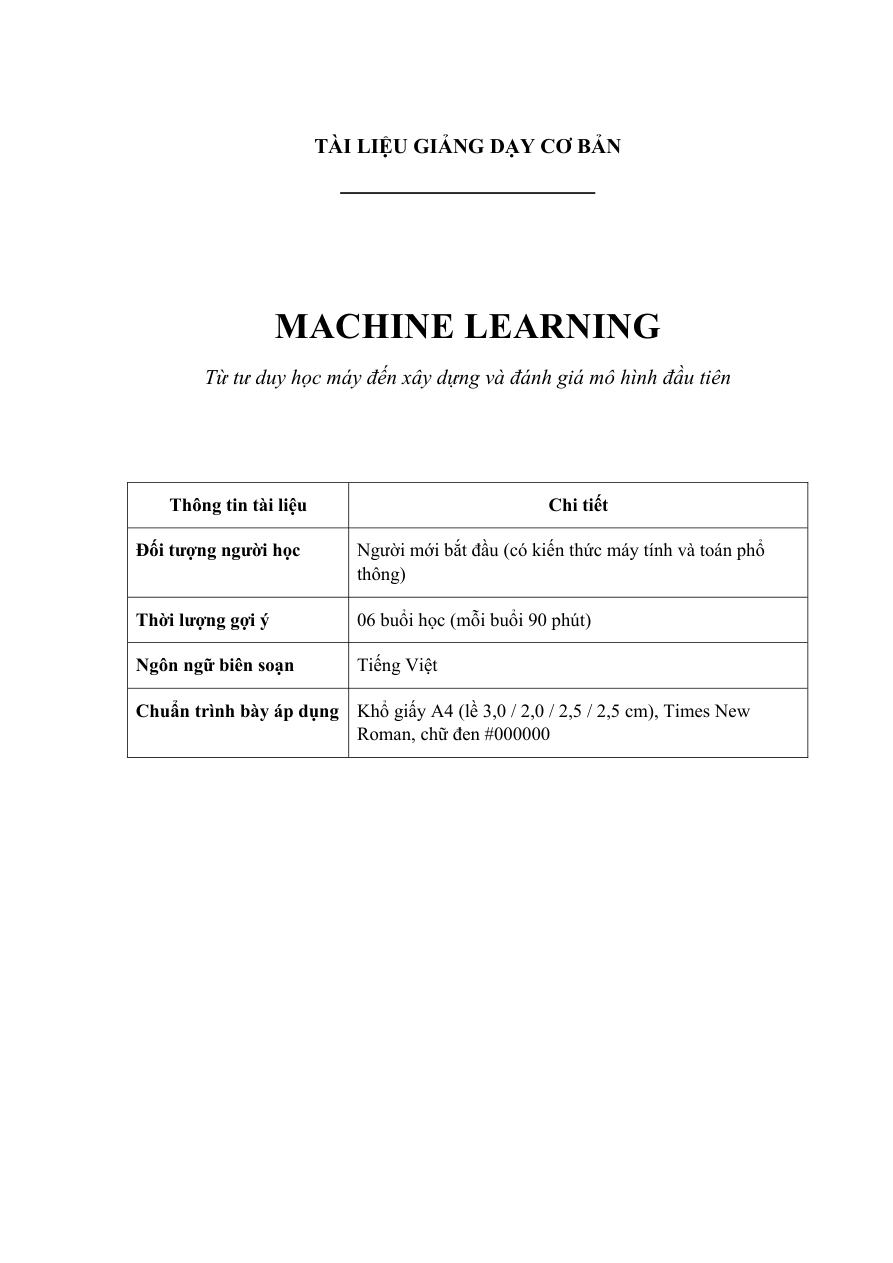 TÀI LIỆU GIẢNG DẠY CƠ BẢN
MACHINE LEARNING
Từ tư duy học máy đến xây dựng và đánh giá mô hình đầu tiên
Thông tin tài liệu
Chi tiết
Đối tượng người học
Người mới bắt đầu (có kiến thức máy tính và toán phổ
thông)
Thời lượng gợi ý
06 buổi học (mỗi buổi 90 phút)
Ngôn ngữ biên soạn
Tiếng Việt
Chuẩn trình bày áp dụng
Khổ giấy A4 (lề 3,0 / 2,0 / 2,5 / 2,5 cm), Times New
Roman, chữ đen #000000